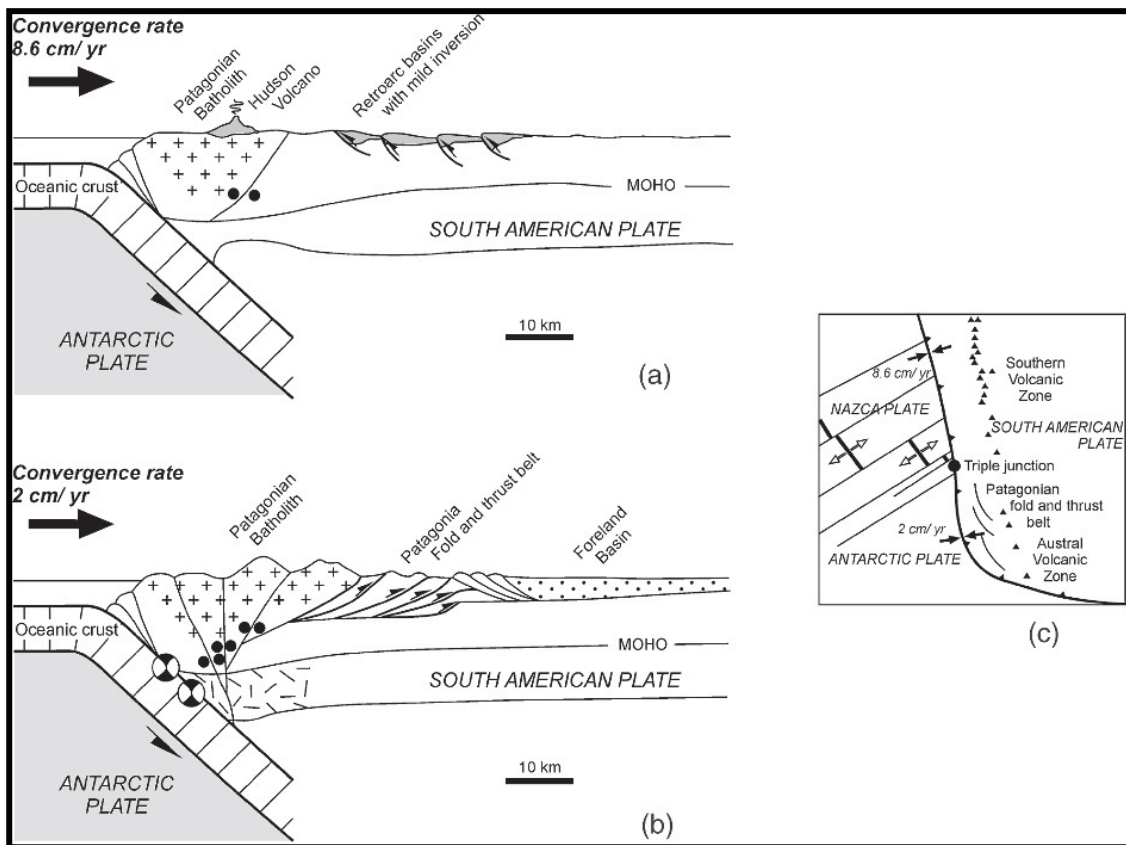 Convergence rate
8.6 cm/ yr
Patagonian
Batholith
Hudson
Volcano
Retroarc basins
with mild inversion
Oceanic crust
MOHO
SOUTH AMERICAN PLATE
ANTARCTIC
PLATE
10 km
(a)
Convergence rate
2 cm/ yr
Patagonian
Batholith
Patagonia
Fold and thrust belt
Foreland
Basin
Oceanic crust
MOHO
SOUTH AMERICAN PLATE
ANTARCTIC
PLATE
10 km
(b)
8.6 cm/ yr
Southern
Volcanic
Zone
NAZCA PLATE
SOUTH AMERICAN
PLATE
Triple junction
Patagonian
fold and thrust
belt
2 cm/ yr
ANTARCTIC PLATE
Austral
Volcanic
Zone
(c)